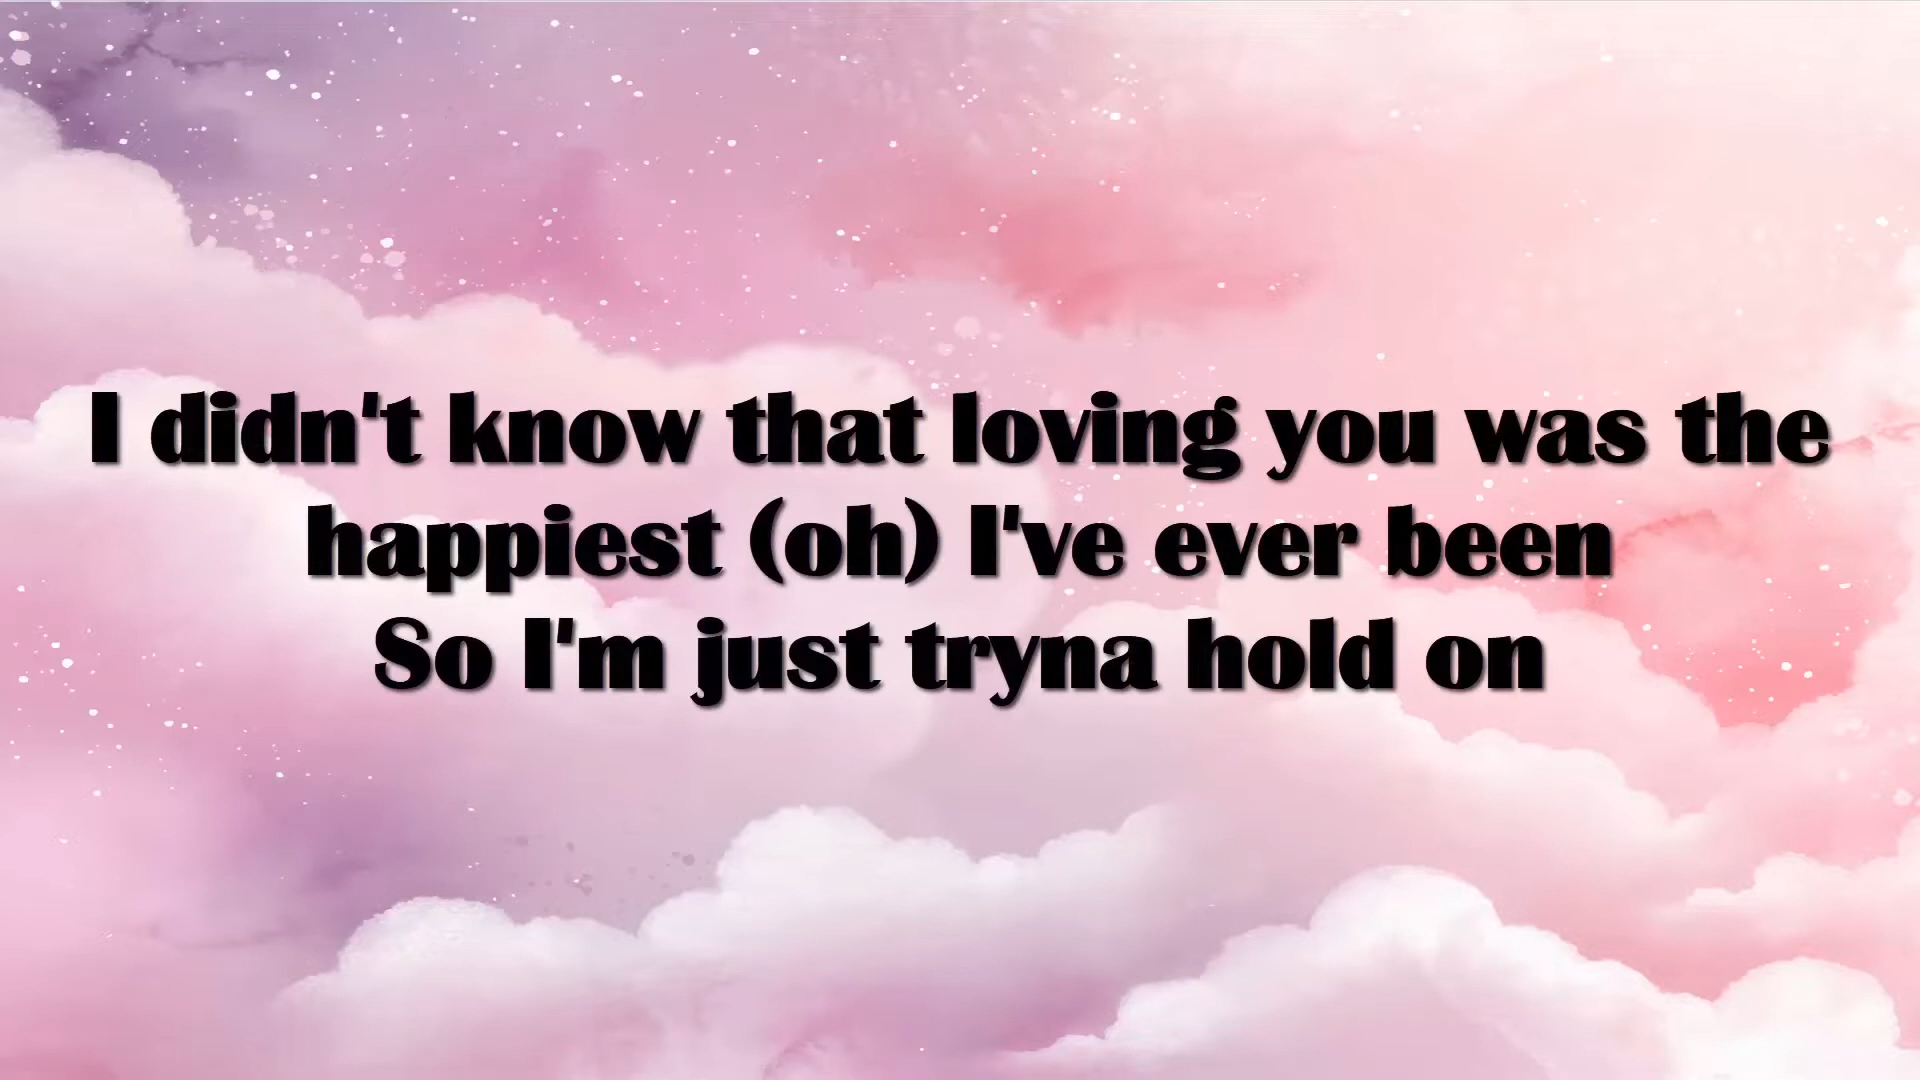 I didn't know that loving you was the
happiest (oh) I've ever been
So I'm just tryna hold on